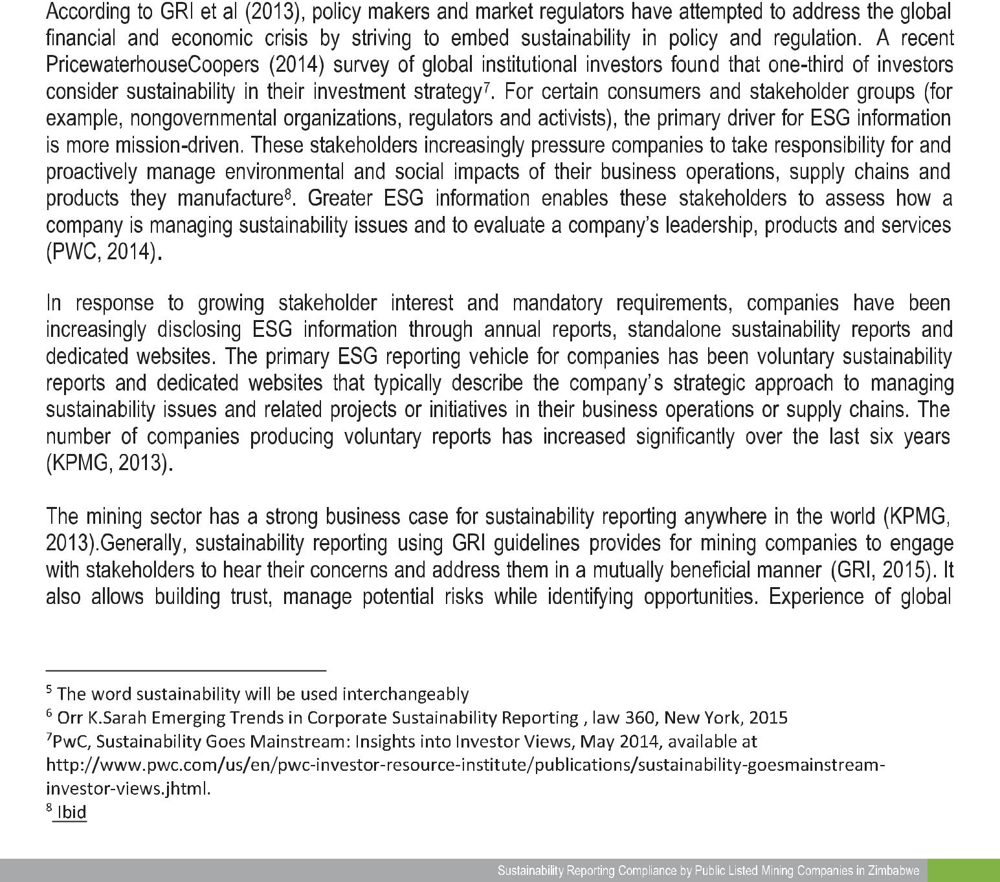 According to GRI et al (2013), policy makers and market regulators have attempted to address the global
financial and economic crisis by striving to embed sustainability in policy and regulation. A recent
PricewaterhouseCoopers (2014) survey of global institutional investors found that one-third of investors
consider sustainability in their investment strategy⁷. For certain consumers and stakeholder groups (for
example, nongovernmental organizations, regulators and activists), the primary driver for ESG information
is more mission-driven. These stakeholders increasingly pressure companies to take responsibility for and
proactively manage environmental and social impacts of their business operations, supply chains and
products they manufacture⁸. Greater ESG information enables these stakeholders to assess how a
company is managing sustainability issues and to evaluate a company’s leadership, products and services
(PWC, 2014).
In response to growing stakeholder interest and mandatory requirements, companies have been
increasingly disclosing ESG information through annual reports, standalone sustainability reports and
dedicated websites. The primary ESG reporting vehicle for companies has been voluntary sustainability
reports and dedicated websites that typically describe the company’s strategic approach to managing
sustainability issues and related projects or initiatives in their business operations or supply chains. The
number of companies producing voluntary reports has increased significantly over the last six years
(KPMG, 2013).
The mining sector has a strong business case for sustainability reporting anywhere in the world (KPMG,
2013).Generally, sustainability reporting using GRI guidelines provides for mining companies to engage
with stakeholders to hear their concerns and address them in a mutually beneficial manner (GRI, 2015). It
also allows building trust, manage potential risks while identifying opportunities. Experience of global
⁵ The word sustainability will be used interchangeably
⁶ Orr K.Sarah Emerging Trends in Corporate Sustainability Reporting , law 360, New York, 2015
⁷PwC, Sustainability Goes Mainstream: Insights into Investor Views, May 2014, available at
http://www.pwc.com/us/en/pwc-investor-resource-institute/publications/sustainability-goesmainstream-
investor-views.jhtml.
⁸ Ibid
Sustainability Reporting Compliance by Public Listed Mining Companies in Zimbabwe